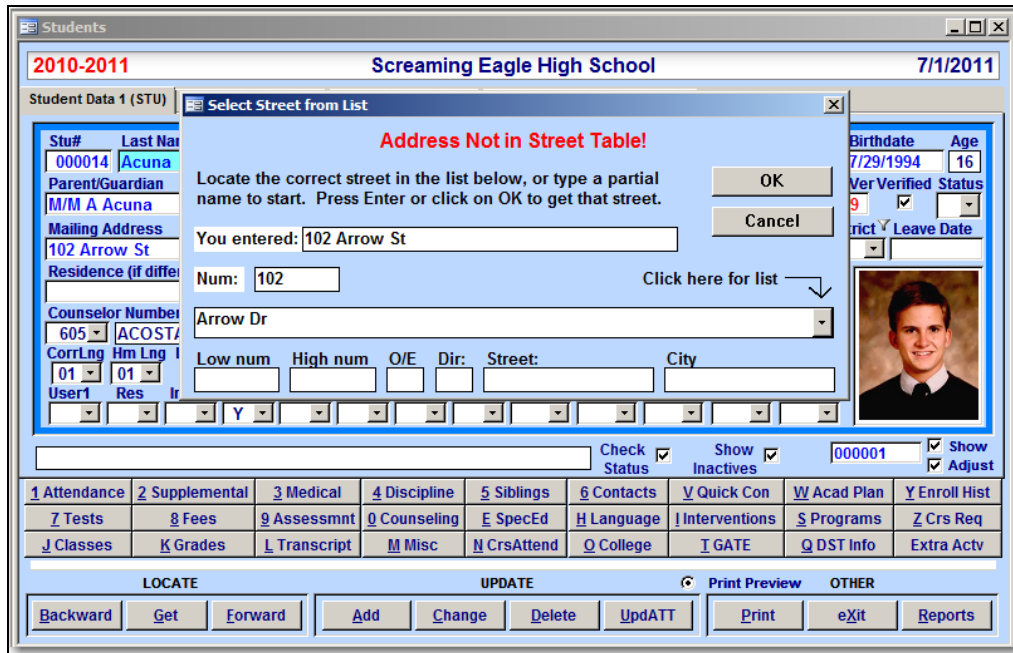 Students
2010-2011 Screaming Eagle High School 7/1/2011
Student Data 1 (STU)
Select Street from List
Address Not in Street Table!
Locate the correct street in the list below, or type a partial
name to start. Press Enter or click on OK to get that street.
OK
Cancel
You entered: 102 Arrow St
Num: 102
Click here for list
Arrow Dr
Low num High num O/E Dir: Street: City
Stu# Last Birthdate Age
000014 Acuna 7/29/1994 16
Parent/Guardian Ver Verified Status
M/M A Acuna 9
Mailing Address Leave Date
102 Arrow St
Residence (if
Counselor Number
605
CorrLng Hm Lng
01 01
User1 Res
Y
Check Status
Show Inactives
000001
Show
Adjust
1 Attendance 2 Supplemental 3 Medical 4 Discipline 5 Siblings 6 Contacts V Quick Con W Acad Plan Y Enroll Hist
7 Tests 8 Fees 9 Assessmnt 0 Counseling E SpecEd H Language I Interventions S Programs Z Crs Req
J Classes K Grades L Transcript M Misc N CrsAttend O College T GATE Q DST Info Extra Actv
LOCATE UPDATE Print Preview OTHER
Backward Get Forward Add Change Delete UpdATT Print eXit Reports